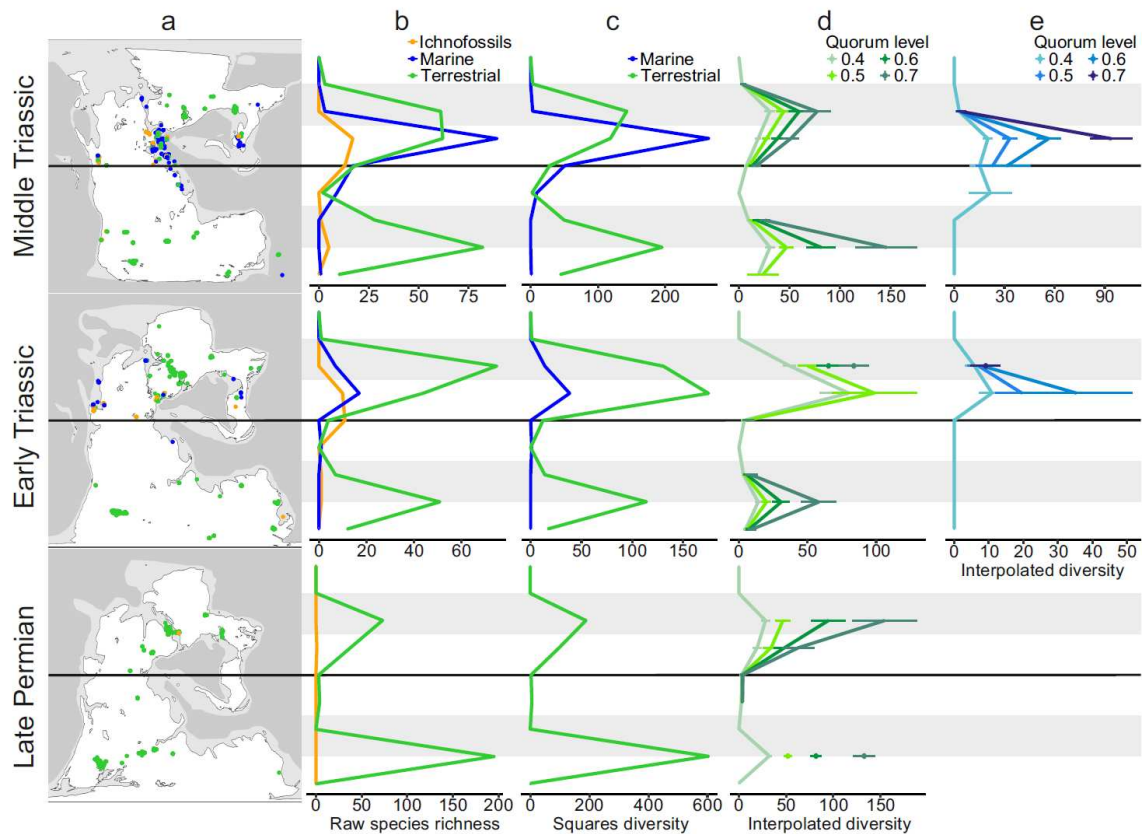 a b c d e
Ichnofossils
Marine
Terrestrial
Marine
Terrestrial
Quorum level
0.4 0.6
0.5 0.7
Quorum level
0.4 0.6
0.5 0.7
Middle Triassic
0 25 50 75
0 100 200
0 50 100 150
0 30 60 90
Early Triassic
0 20 40 60
0 50 100 150
0 50 100
0 10 20 30 40 50
Interpolated diversity
Late Permian
0 50 100 150 200
0 200 400 600
0 50 100 150
Raw species richness
Squares diversity
Interpolated diversity